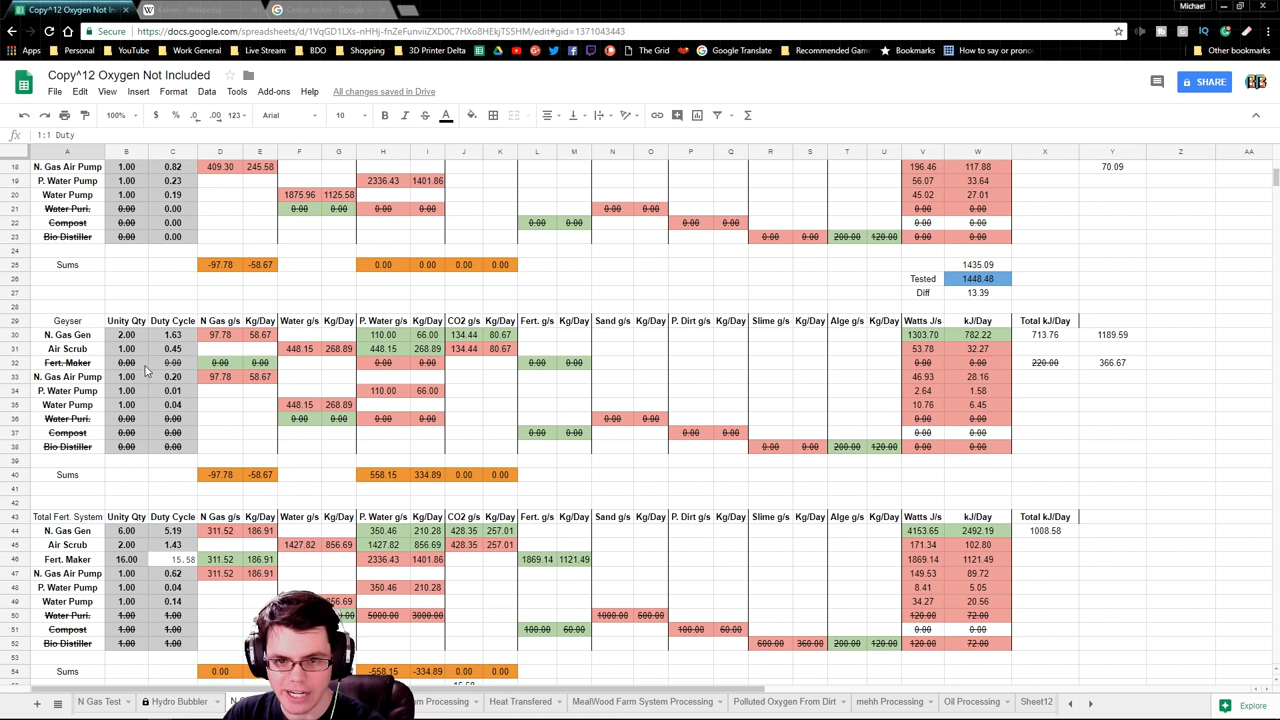 Copy^12 Oxygen Not In
Michael
Secure https://docs.google.com/spreadsheets/d/1VqGD1LXs-nHHj-fnZeFunviiZXD0C7HXo8HEkjTS5HM/edit#gid=1371043443
Apps Personal YouTube Work General Live Stream BDO Shopping 3D Printer Delta The Grid Google Translate Recommended Game Bookmarks How to say or prono Other bookmarks
Copy^12 Oxygen Not Included
File Edit View Insert Format Data Tools Add-ons Help All changes saved in Drive
SHARE
100% $ % .0 .00 123 Arial 10 B I S A
fx 1:1 Duty
A B C D E F G H I J K L M N O P Q R S T U V W X Y Z AA
18 N. Gas Air Pump 1.00 0.82 409.30 245.58 196.46 117.88 70.09
19 P. Water Pump 1.00 0.23 2336.43 1401.86 56.07 33.64
20 Water Pump 1.00 0.19 1875.96 1125.58 45.02 27.01
21 Water Puri. 0.00 0.00 0.00 0.00 0.00 0.00 0.00 0.00 0.00 0.00
22 Compost 0.00 0.00 0.00 0.00 0.00 0.00 0.00 0.00
23 Bio Distiller 0.00 0.00 0.00 0.00 200.00 120.00 0.00 0.00
24
25 Sums -97.78 -58.67 0.00 0.00 0.00 0.00 1435.09
26 Tested 1448.48
27 Diff 13.39
28
29 Geyser Unity Qty Duty Cycle N Gas g/s Kg/Day Water g/s Kg/Day P. Water g/s Kg/Day CO2 g/s Kg/Day Fert. g/s Kg/Day Sand g/s Kg/Day P. Dirt g/s Kg/Day Slime g/s Kg/Day Alge g/s Kg/Day Watts J/s kJ/Day Total kJ/Day
30 N. Gas Gen 2.00 1.63 97.78 58.67 110.00 66.00 134.44 80.67 1303.70 782.22 713.76 1189.59
31 Air Scrub 1.00 0.45 448.15 268.89 448.15 268.89 134.44 80.67 53.78 32.27
32 Fert. Maker 0.00 0.00 0.00 0.00 0.00 0.00 0.00 0.00 0.00 0.00 220.00 366.67
33 N. Gas Air Pump 1.00 0.20 97.78 58.67 46.93 28.16
34 P. Water Pump 1.00 0.01 110.00 66.00 2.64 1.58
35 Water Pump 1.00 0.04 448.15 268.89 10.76 6.45
36 Water Puri. 0.00 0.00 0.00 0.00 0.00 0.00 0.00 0.00 0.00 0.00
37 Compost 0.00 0.00 0.00 0.00 0.00 0.00 0.00 0.00
38 Bio Distiller 0.00 0.00 0.00 0.00 200.00 120.00 0.00 0.00
39
40 Sums -97.78 -58.67 558.15 334.89 0.00 0.00
41
42
43 Total Fert. System Unity Qty Duty Cycle N Gas g/s Kg/Day Water g/s Kg/Day P. Water g/s Kg/Day CO2 g/s Kg/Day Fert. g/s Kg/Day Sand g/s Kg/Day P. Dirt g/s Kg/Day Slime g/s Kg/Day Alge g/s Kg/Day Watts J/s kJ/Day Total kJ/Day
44 N. Gas Gen 6.00 5.19 311.52 186.91 350.46 210.28 428.35 257.01 4153.65 2492.19 1008.58
45 Air Scrub 2.00 1.43 1427.82 856.69 1427.82 856.69 428.35 257.01 171.34 102.80
46 Fert. Maker 16.00 15.58 311.52 186.91 2336.43 1401.86 1869.14 1121.49 1869.14 1121.49
47 N. Gas Air Pump 1.00 0.62 311.52 186.91 149.53 89.72
48 P. Water Pump 1.00 0.04 350.46 210.28 8.41 5.05
49 Water Pump 1.00 0.14 34.27 20.56
50 Water Puri. 1.00 1.00 5000.00 3000.00 1000.00 600.00 120.00 72.00
51 Compost 1.00 1.00 100.00 60.00 100.00 60.00 0.00 0.00
52 Bio Distiller 1.00 1.00 600.00 360.00 200.00 120.00 120.00 72.00
53
54 Sums 0.00 -558.15 -334.89 0.00 0.00
N Gas Test Hydro Bubbler Processing Heat Transfered MealWood Farm System Processing Polluted Oxygen From Dirt mehh Processing Oil Processing Sheet12 Explore